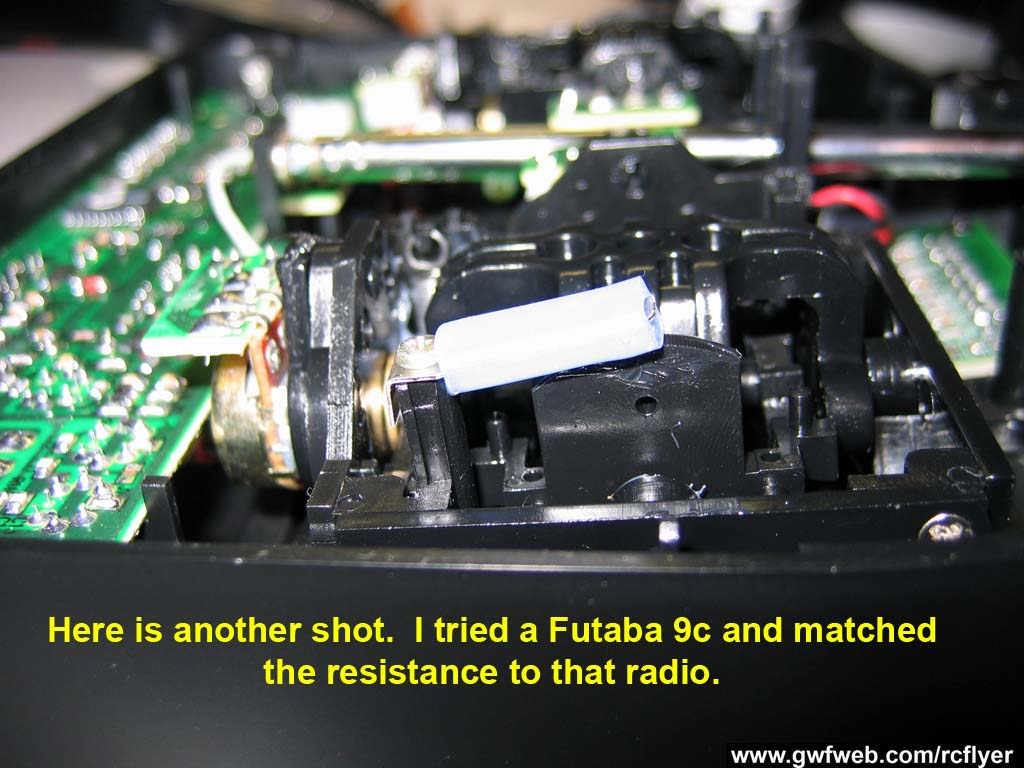 Here is another shot.  I tried a Futaba 9c and matched
the resistance to that radio.
www.gwfweb.com/rcflyer